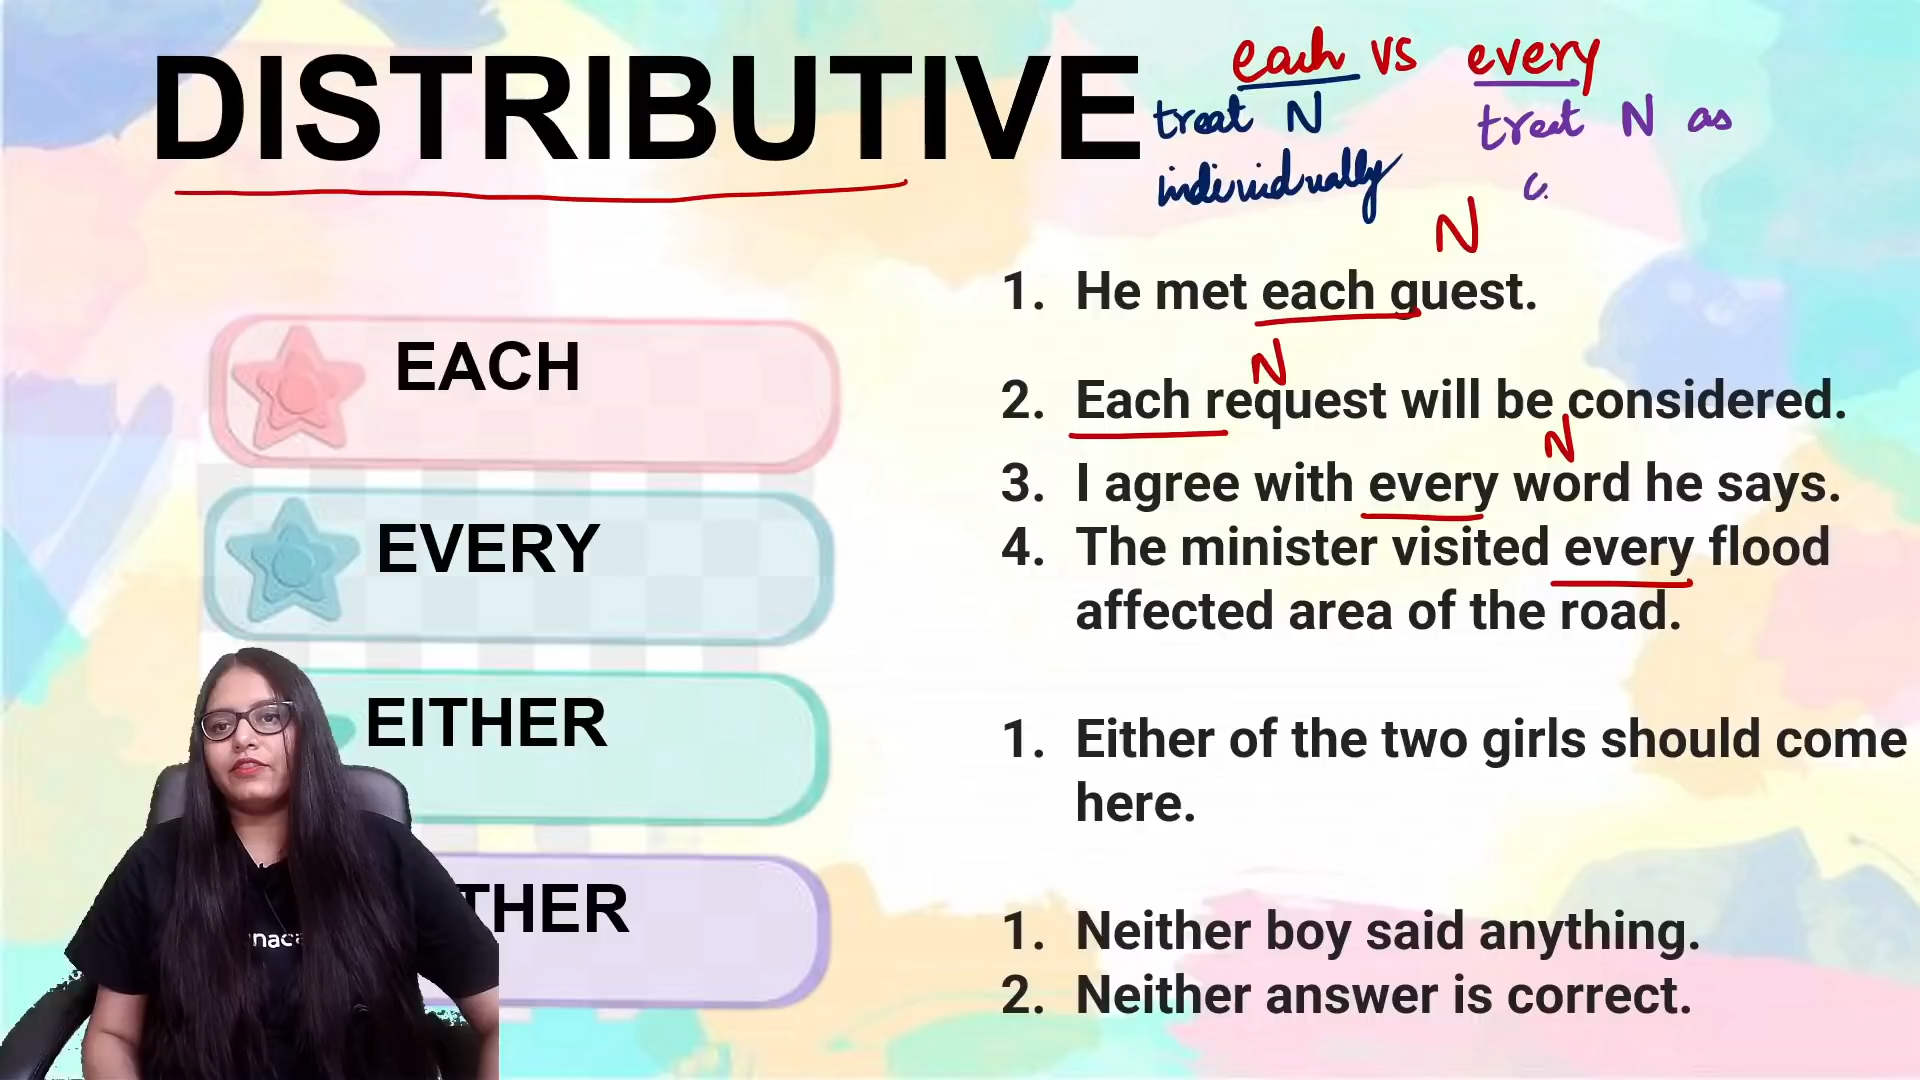 DISTRIBUTIVE
each vs every
treat N
individually
treat N as
N
EACH
EVERY
EITHER
THER
1. He met each guest.
N
2. Each request will be considered.
N
3. I agree with every word he says.
4. The minister visited every flood
affected area of the road.
1. Either of the two girls should come
here.
1. Neither boy said anything.
2. Neither answer is correct.